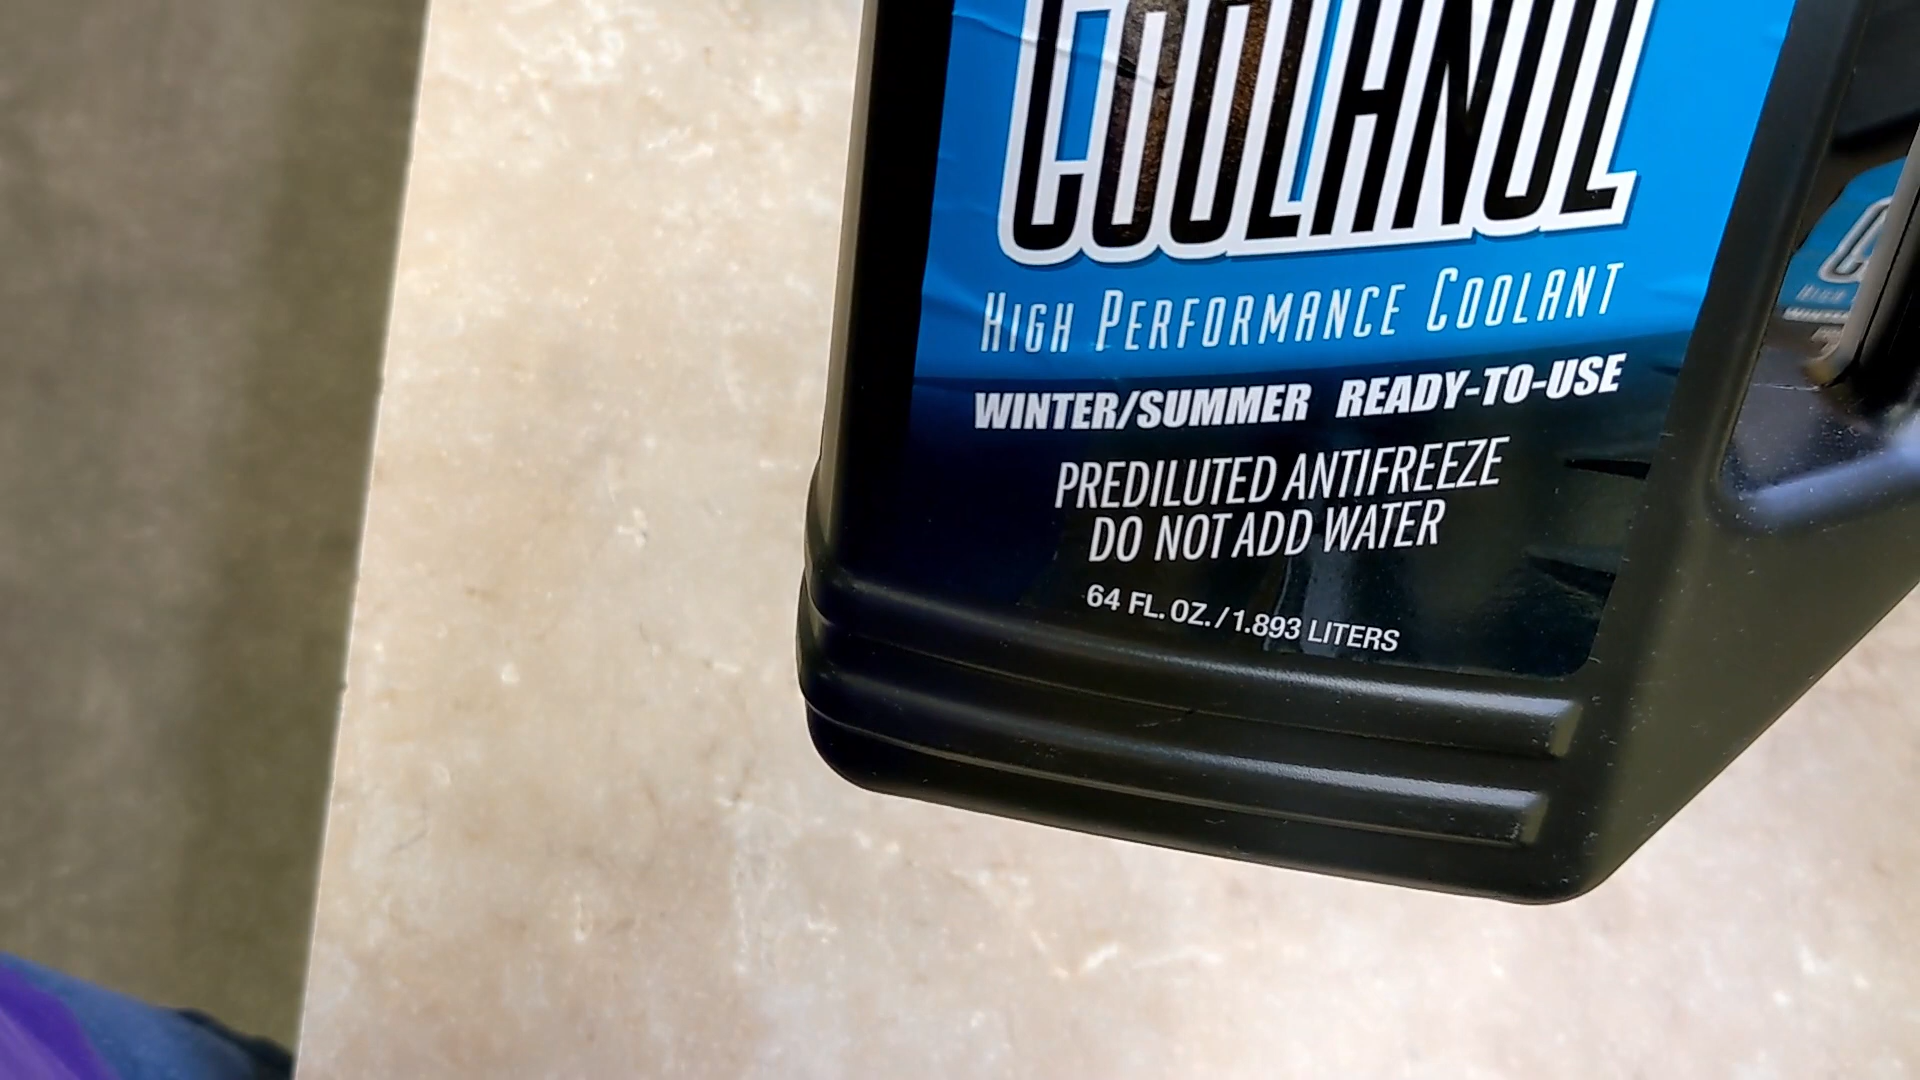 COOLANOL
HIGH PERFORMANCE COOLANT
WINTER/SUMMER READY-TO-USE
PREDILUTED ANTIFREEZE
DO NOT ADD WATER
64 FL. OZ. / 1.893 LITERS